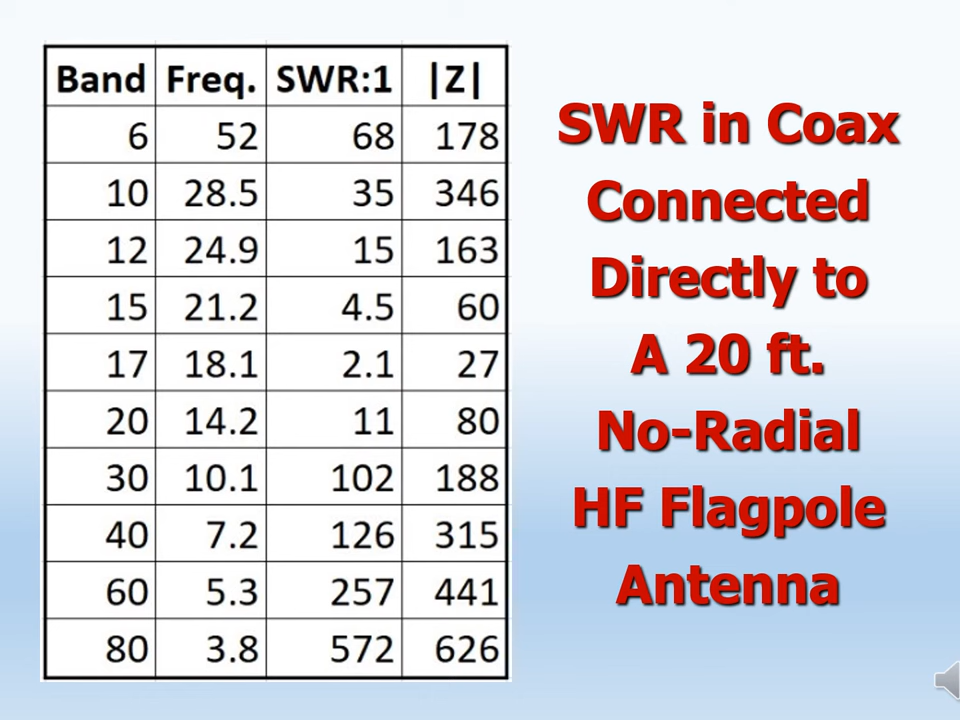 Band Freq. SWR:1 |Z|
6 52 68 178
10 28.5 35 346
12 24.9 15 163
15 21.2 4.5 60
17 18.1 2.1 27
20 14.2 11 80
30 10.1 102 188
40 7.2 126 315
60 5.3 257 441
80 3.8 572 626
SWR in Coax
Connected
Directly to
A 20 ft.
No-Radial
HF Flagpole
Antenna